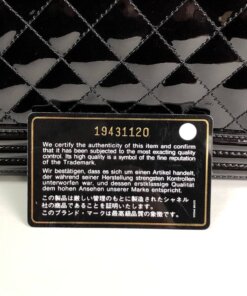 19431120
We certify the authenticity of this item and confirm
that it has been subjected to the most exacting quality
control. Its high quality is a symbol of the fine reputation
of the Trademark.
Wir bestätigen, dass es sich um einen Artikel handelt,
der während seiner Herstellung strengsten Kontrollen
unterworfen war, und dessen erstklassige Qualität
dem hohen Ansehen unserer Marke entspricht.
この製品は厳しい管理のもとに製造されたシャネル
社の商品であることを証明いたします。
このブランド・マークは最高級品質の象徴です。